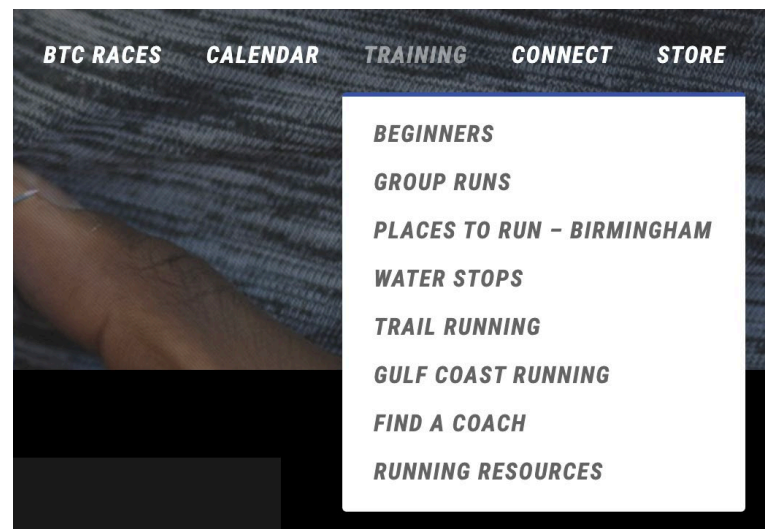 BTC RACES CALENDAR TRAINING CONNECT STORE
BEGINNERS
GROUP RUNS
PLACES TO RUN – BIRMINGHAM
WATER STOPS
TRAIL RUNNING
GULF COAST RUNNING
FIND A COACH
RUNNING RESOURCES